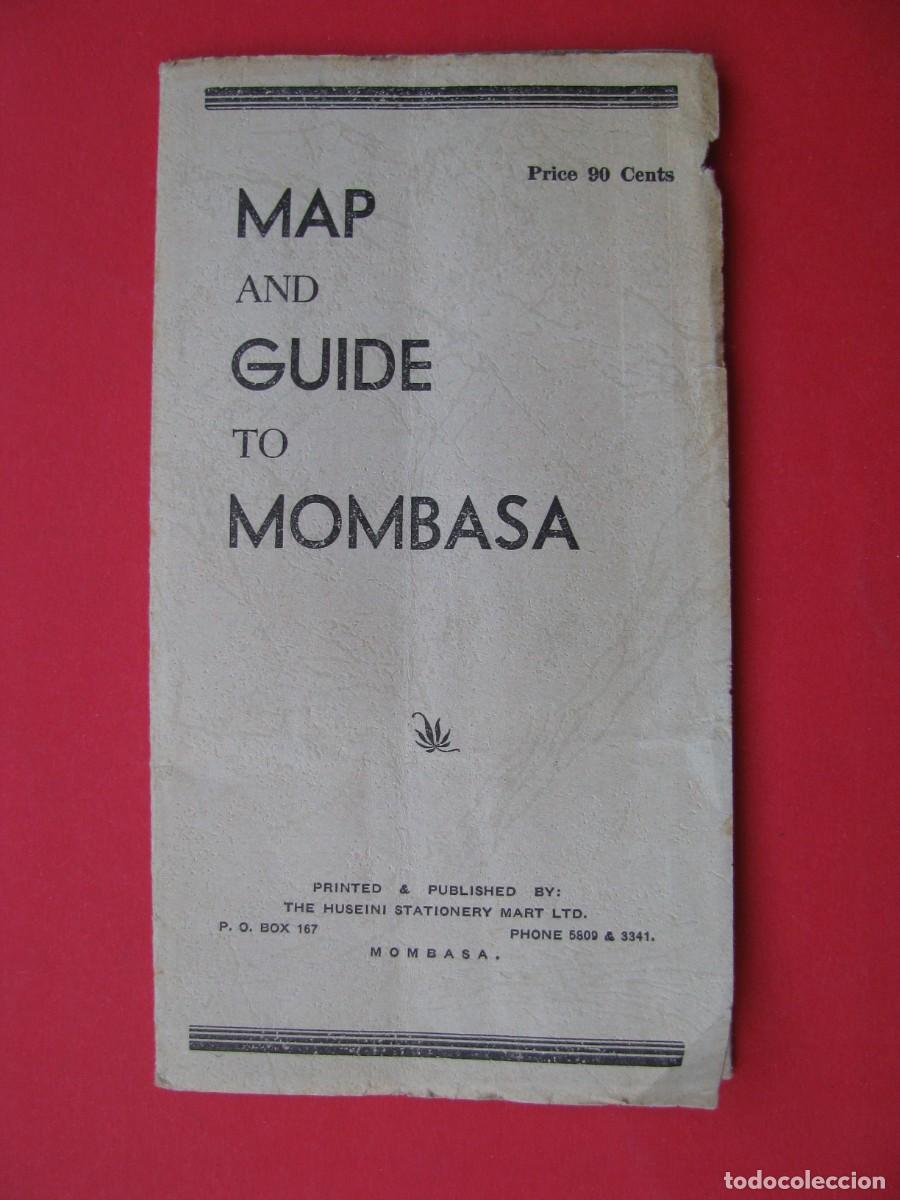 Price 90 Cents
MAP
AND
GUIDE
TO
MOMBASA
PRINTED & PUBLISHED BY:
THE HUSEINI STATIONERY MART LTD.
P. O. BOX 167 PHONE 5809 & 3341.
MOMBASA.
todocoleccion